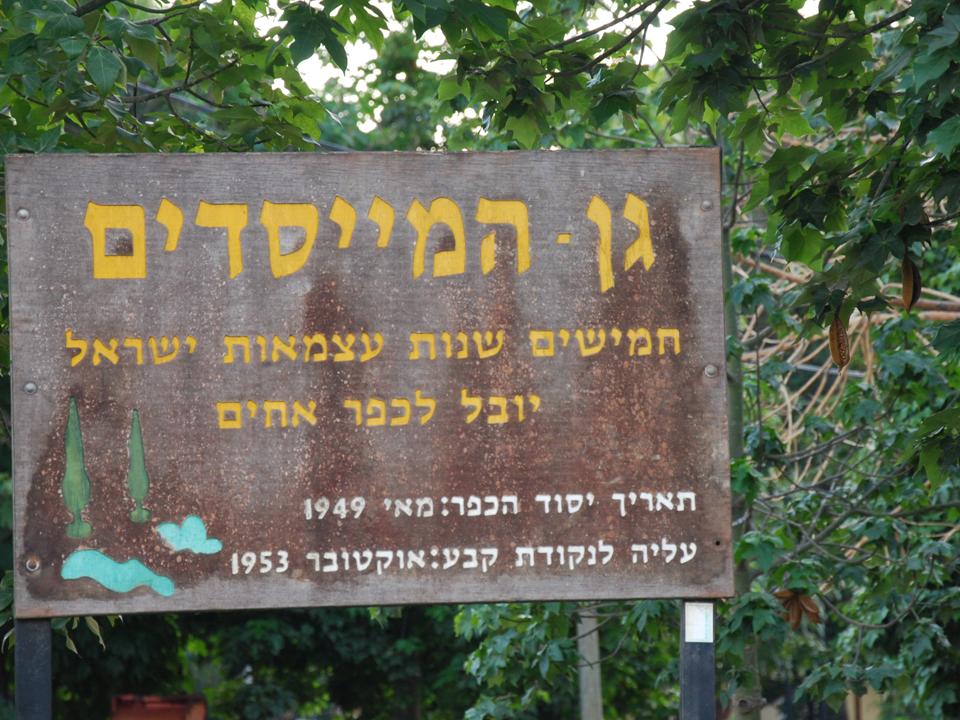 גן - המייסדים
חמישים שנות עצמאות ישראל
יובל לכפר אחים
תאריך יסוד הכפר: מאי 1949
עליה לנקודת קבע: אוקטובר 1953